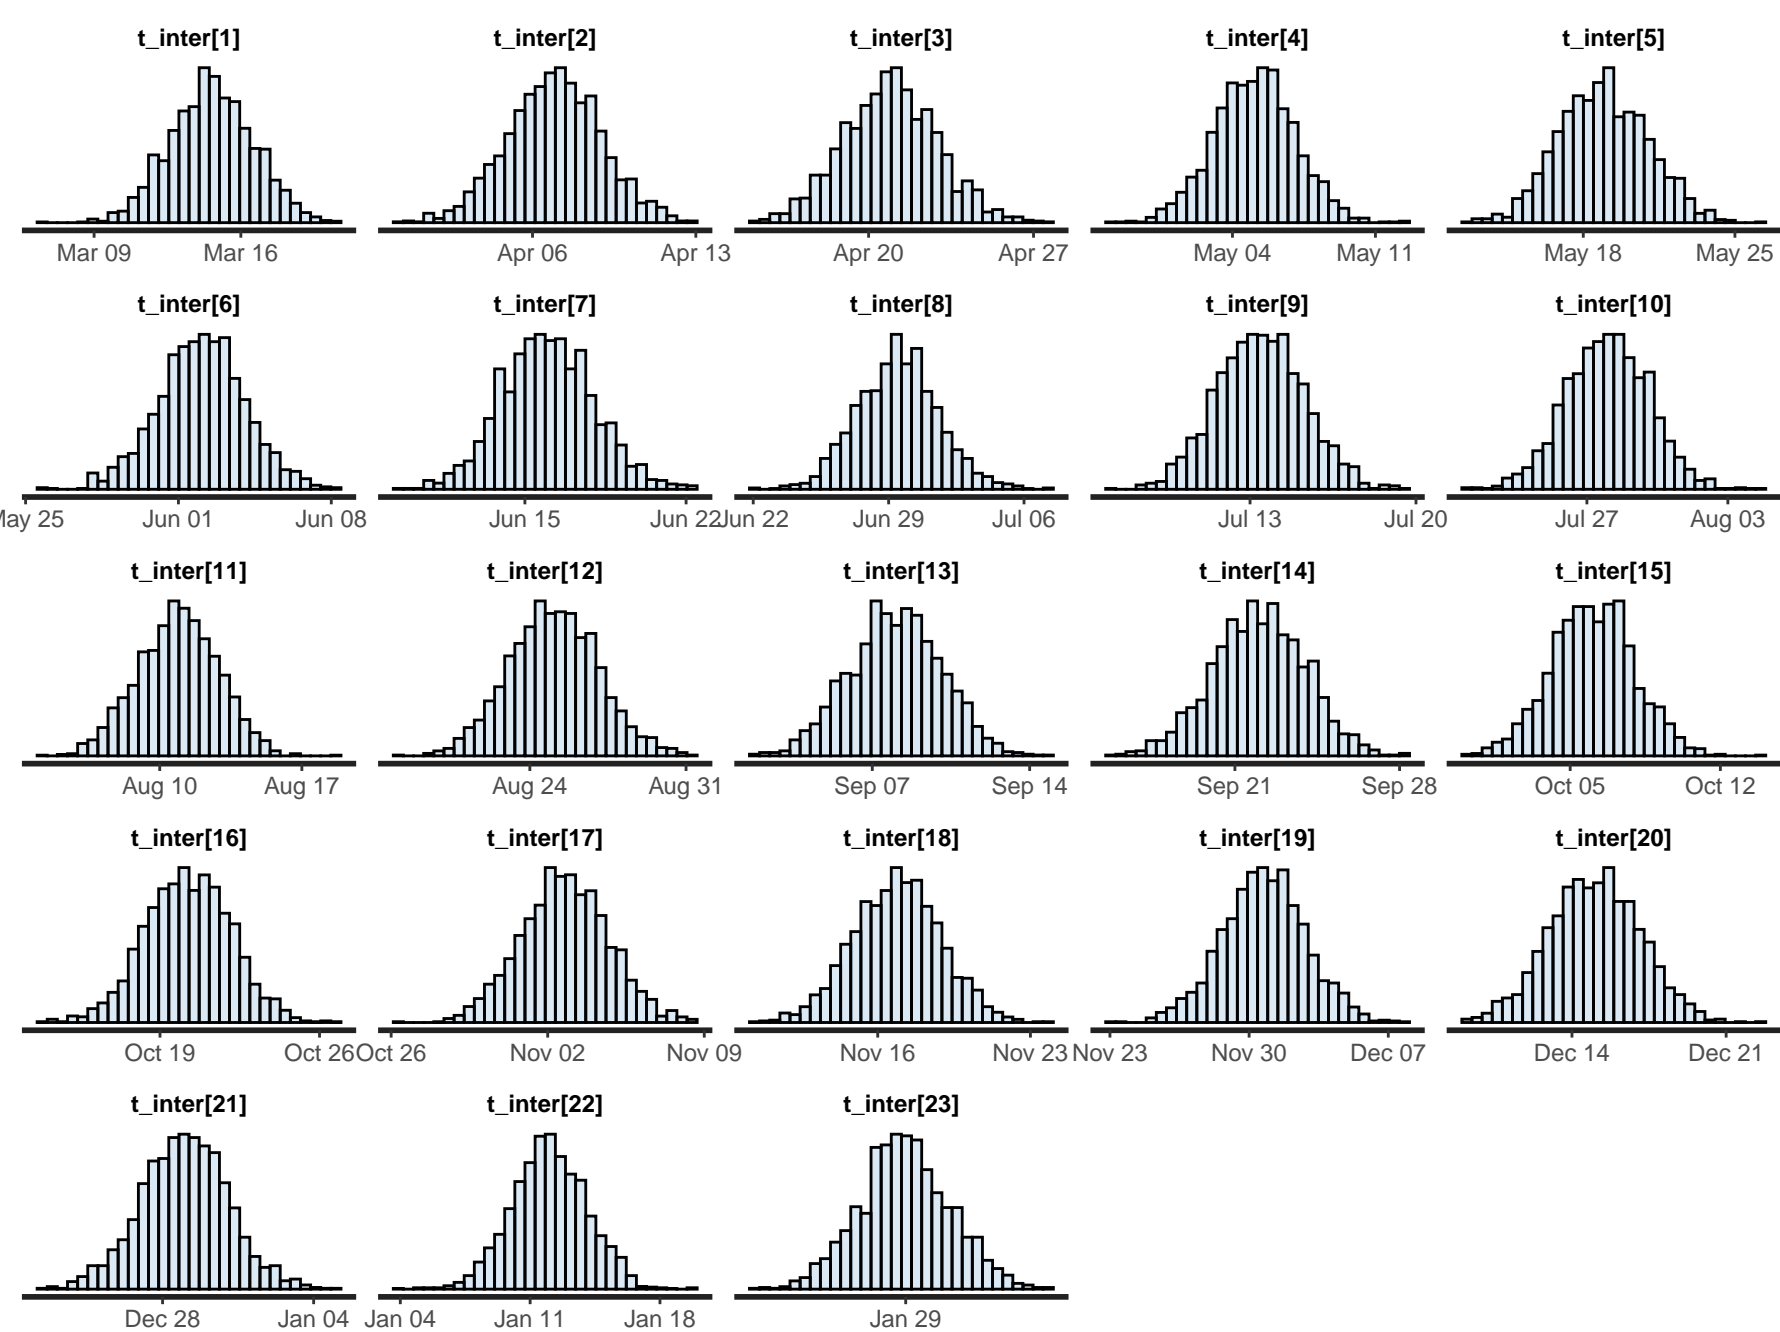 t_inter[1] t_inter[2] t_inter[3] t_inter[4] t_inter[5]
Mar 09 Mar 16 Apr 06 Apr 13 Apr 20 Apr 27 May 04 May 11 May 18 May 25
t_inter[6] t_inter[7] t_inter[8] t_inter[9] t_inter[10]
May 25 Jun 01 Jun 08 Jun 15 Jun 22 Jun 22 Jun 29 Jul 06 Jul 13 Jul 20 Jul 27 Aug 03
t_inter[11] t_inter[12] t_inter[13] t_inter[14] t_inter[15]
Aug 10 Aug 17 Aug 24 Aug 31 Sep 07 Sep 14 Sep 21 Sep 28 Oct 05 Oct 12
t_inter[16] t_inter[17] t_inter[18] t_inter[19] t_inter[20]
Oct 19 Oct 26 Oct 26 Nov 02 Nov 09 Nov 16 Nov 23 Nov 23 Nov 30 Dec 07 Dec 14 Dec 21
t_inter[21] t_inter[22] t_inter[23]
Dec 28 Jan 04 Jan 04 Jan 11 Jan 18 Jan 29